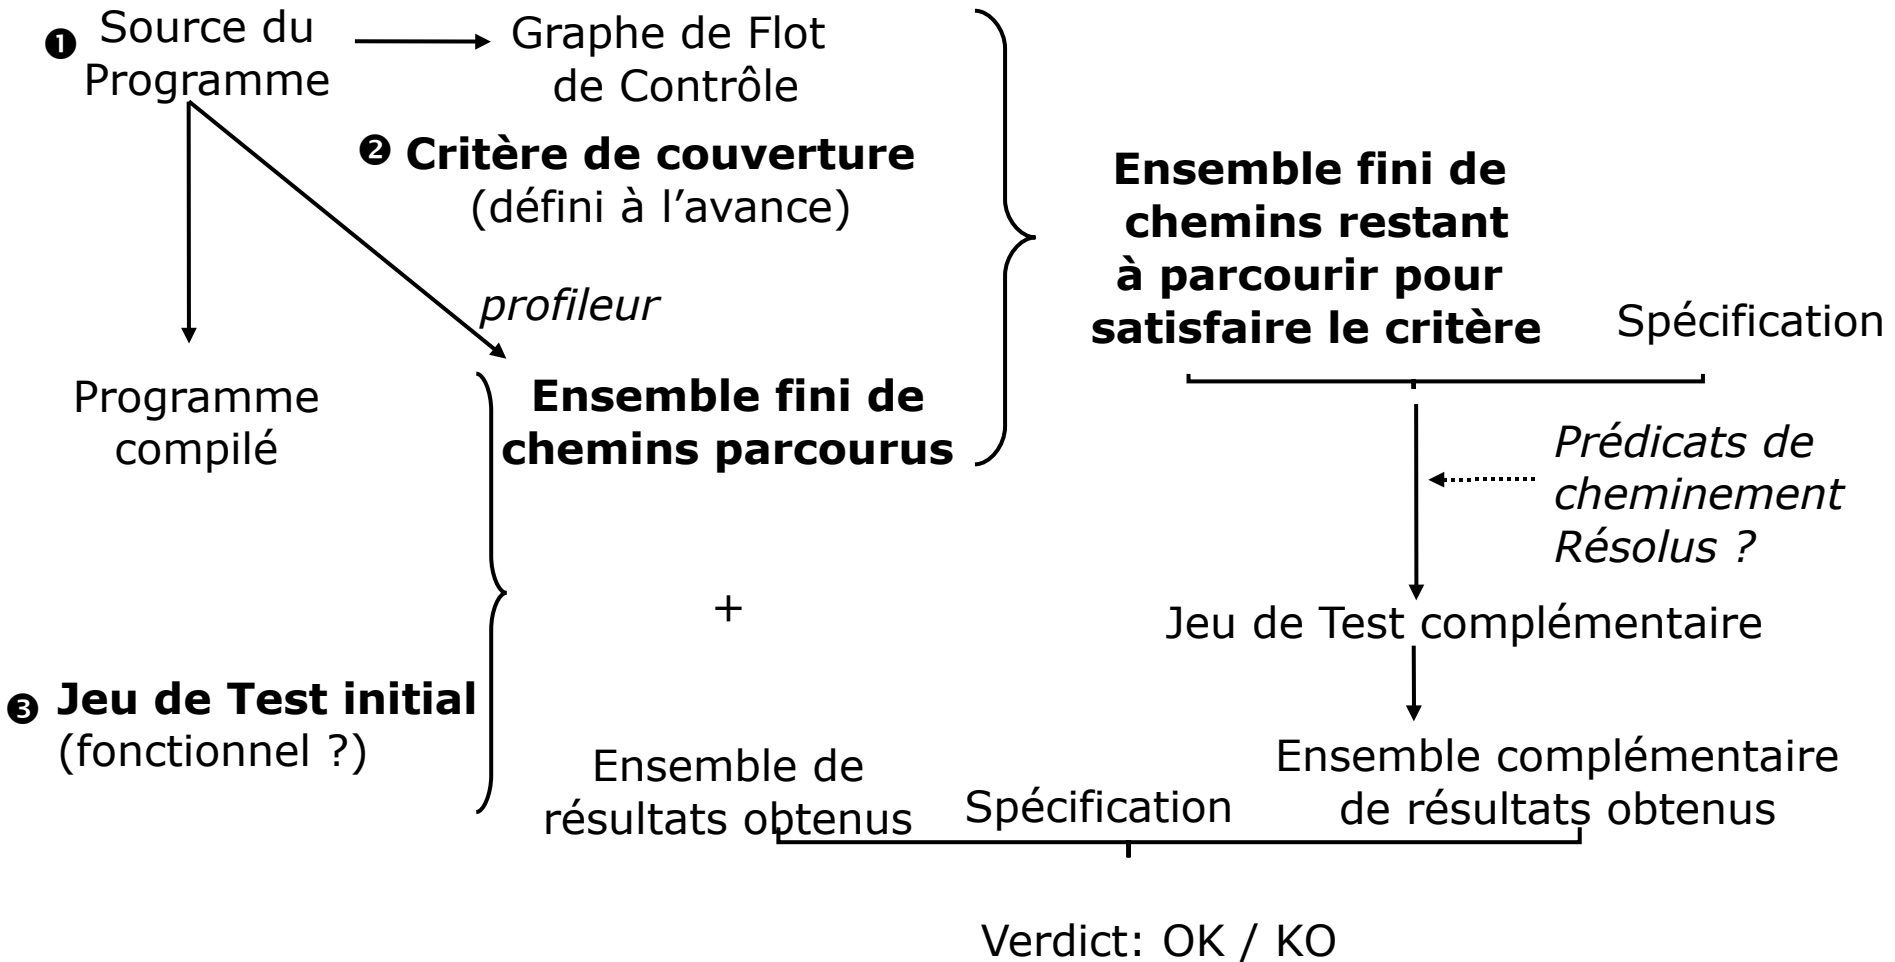 ❶ Source du
Programme
Graphe de Flot
de Contrôle
❷ Critère de couverture
(défini à l’avance)
profileur
Programme
compilé
Ensemble fini de
chemins parcourus
Ensemble fini de
chemins restant
à parcourir pour
satisfaire le critère
Spécification
Prédicats de
cheminement
Résolus ?
+
Jeu de Test complémentaire
❸ Jeu de Test initial
(fonctionnel ?)
Ensemble de
résultats obtenus
Spécification
Ensemble complémentaire
de résultats obtenus
Verdict: OK / KO